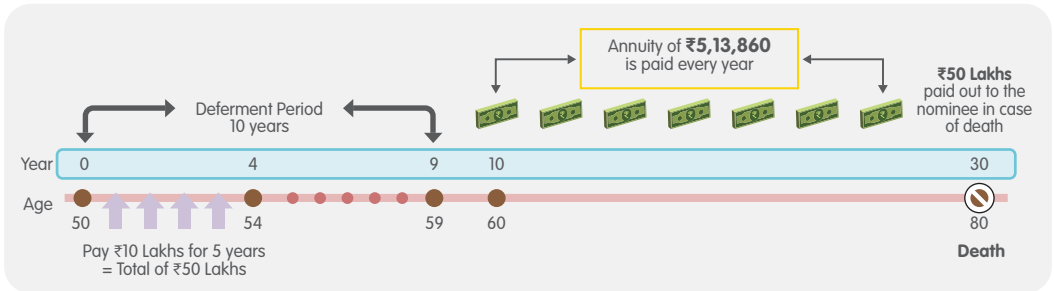 Annuity of ₹5,13,860
is paid every year
₹50 Lakhs
paid out to the
nominee in case
of death
Deferment Period
10 years
Year 0 4 9 10 30
Age
50 54 59 60 80
Pay ₹10 Lakhs for 5 years
= Total of ₹50 Lakhs
Death